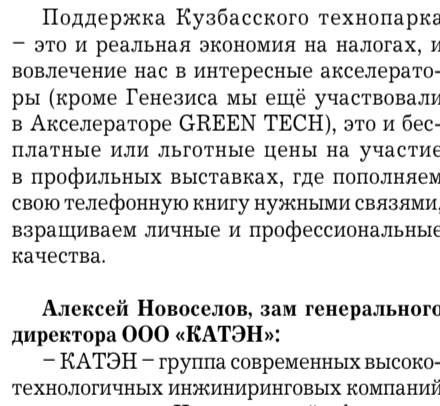 Поддержка Кузбасского технопарка
– это и реальная экономия на налогах, и
вовлечение нас в интересные акселерато-
ры (кроме Генезиса мы ещё участвовали
в Акселераторе GREEN TECH), это и бес-
платные или льготные цены на участие
в профильных выставках, где пополняем
свою телефонную книгу нужными связями,
взращиваем личные и профессиональные
качества.
Алексей Новоселов, зам генерального
директора ООО «КАТЭН»:
– КАТЭН – группа современных высоко-
технологичных инжиниринговых компаний